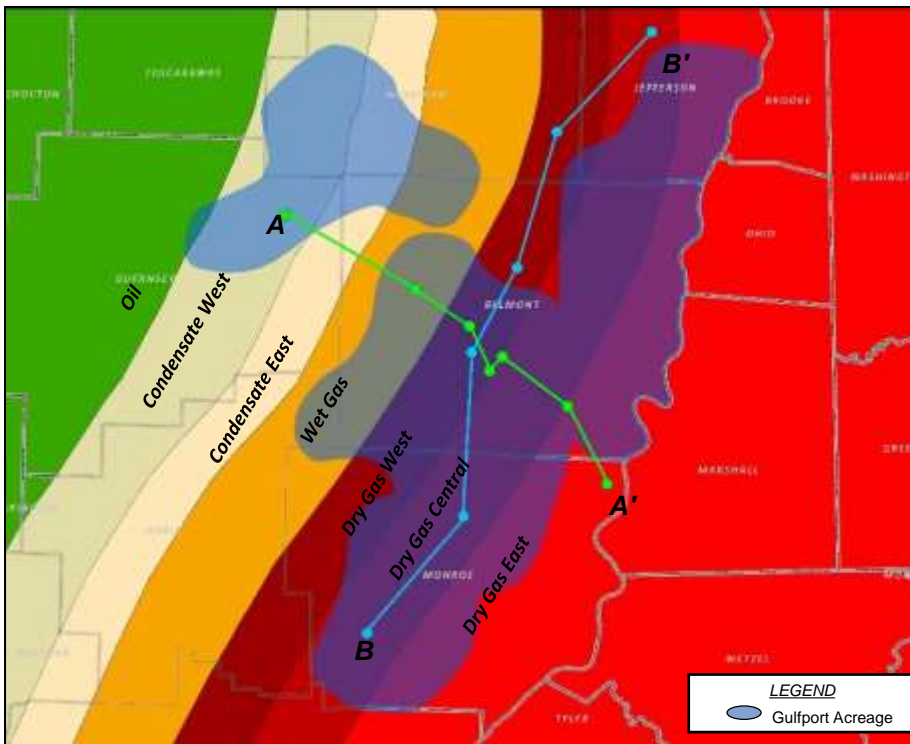 TUSCARAWAS
B'
JEFFERSON
BROOKE
WASHINGT
A
OHIO
GUERNSEY
Oil
BELMONT
Condensate West
Condensate East
Wet Gas
MARSHALL
A'
Dry Gas West
Dry Gas Central
Dry Gas East
MONROE
B
WETZEL
LEGEND
Gulfport Acreage
TYLER